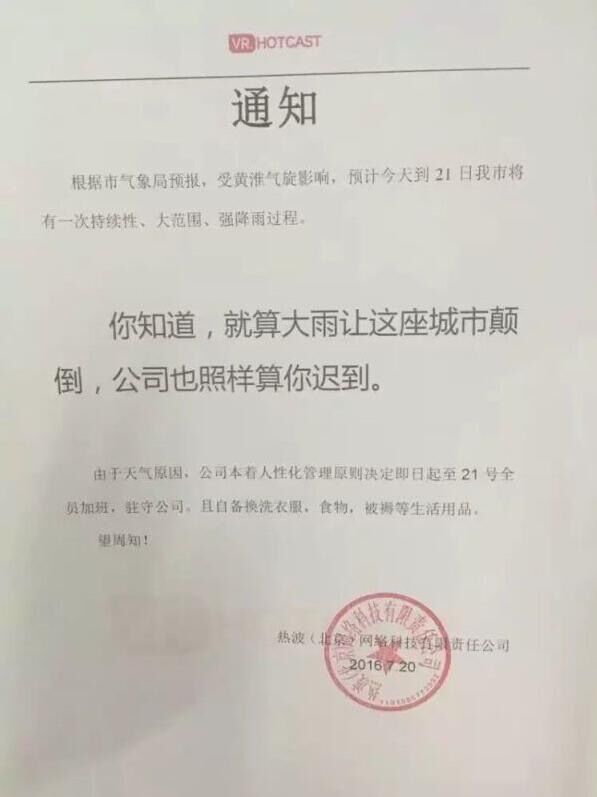 VR HOTCAST
通知
根据市气象局预报，受黄淮气旋影响，预计今天到 21 日我市将
有一次持续性、大范围、强降雨过程。
你知道，就算大雨让这座城市颠
倒，公司也照样算你迟到。
由于天气原因，公司本着人性化管理原则决定即日起至 21 号全
员加班，驻守公司。且自备换洗衣服、食物，被褥等生活用品。
望周知！
热波（北京）网络科技有限责任公司
2016.7.20
热波（北京）网络科技有限责任公司